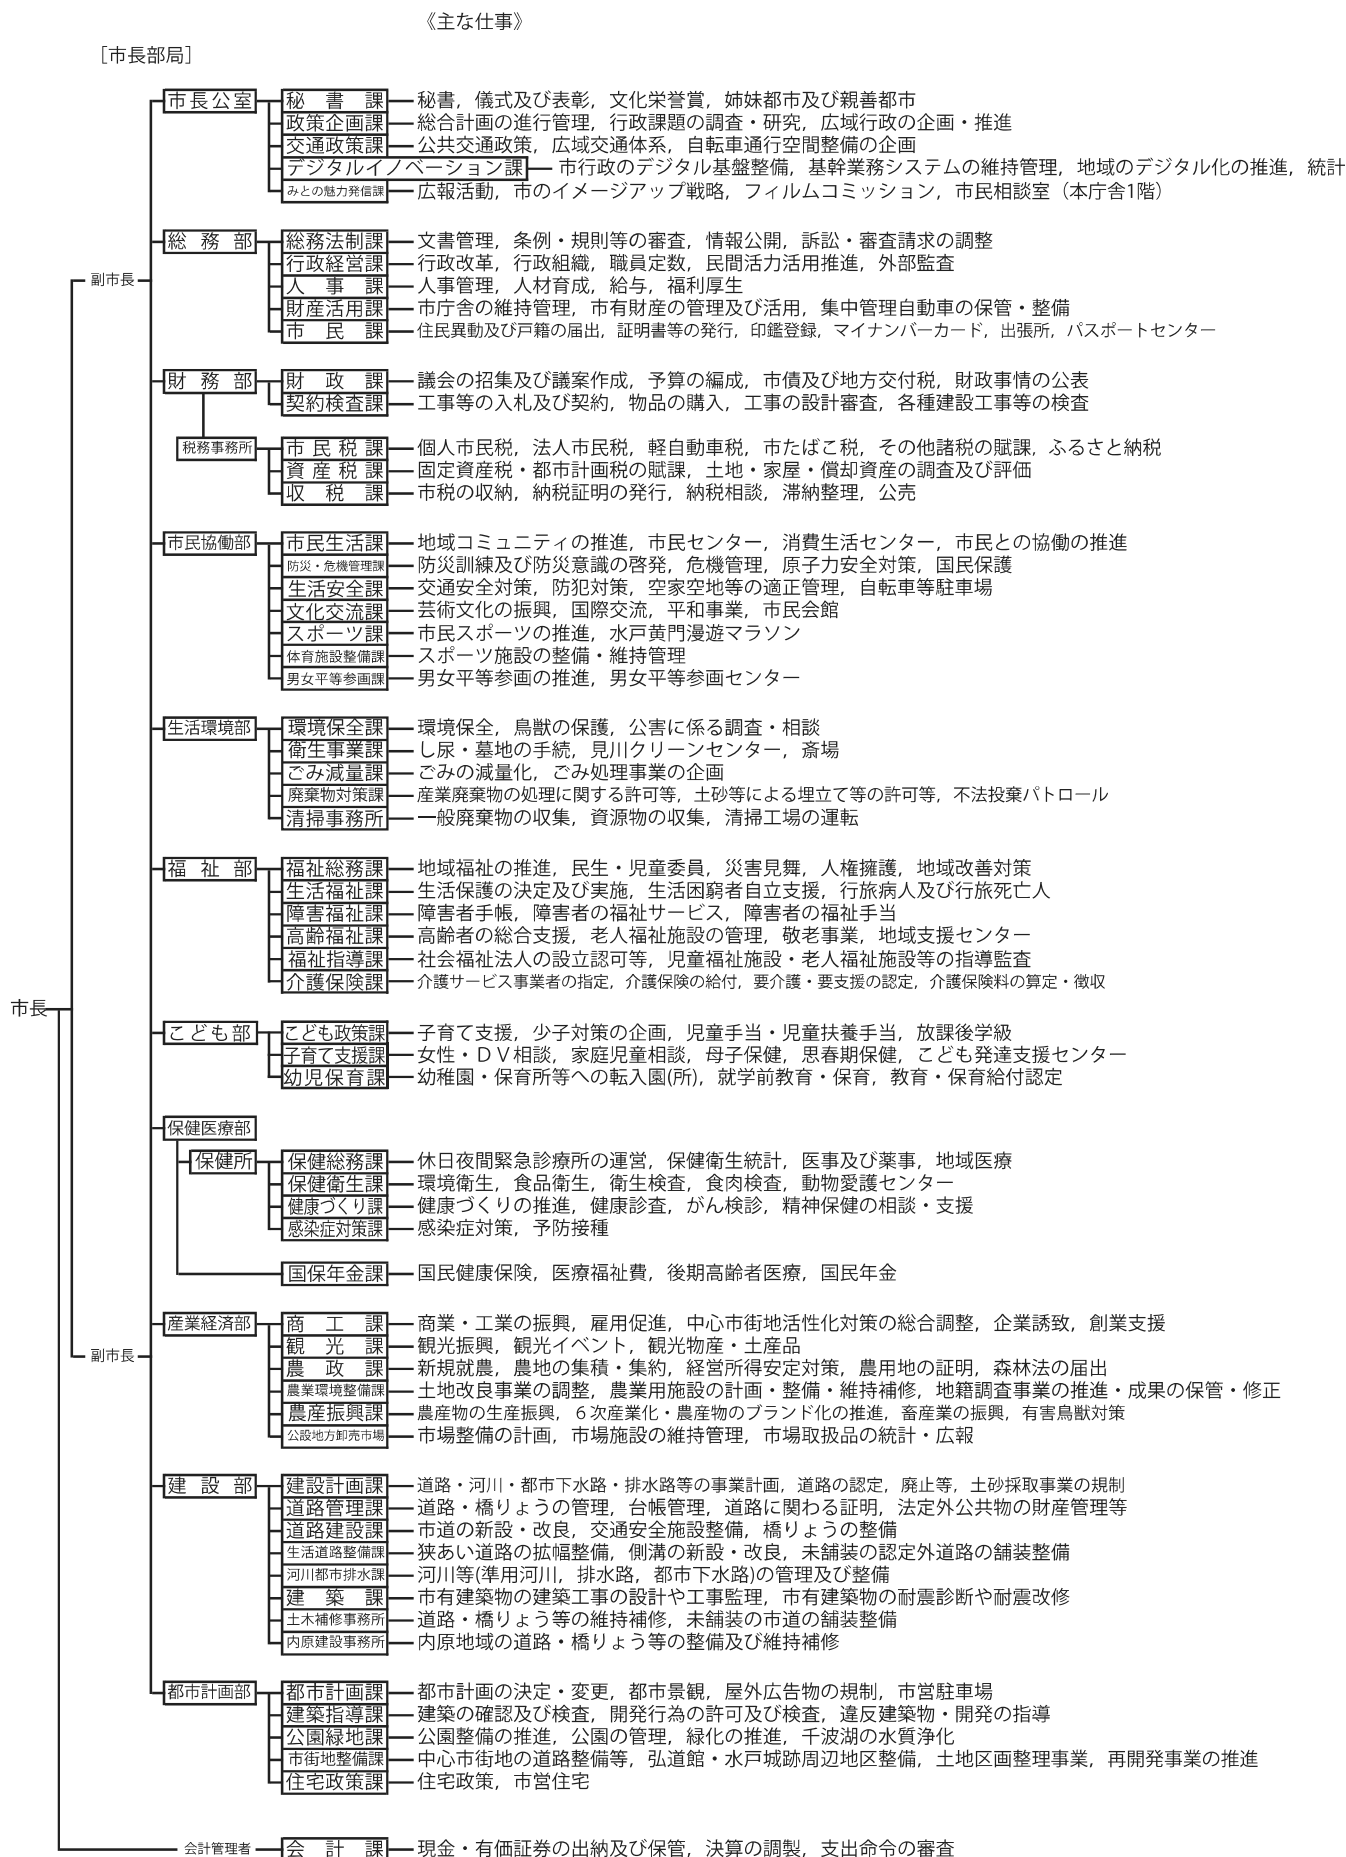 《主な仕事》
［市長部局］
市長公室 秘書課 秘書，儀式及び表彰，文化栄誉賞，姉妹都市及び親善都市
政策企画課 総合計画の進行管理，行政課題の調査・研究，広域行政の企画・推進
交通政策課 公共交通政策，広域交通体系，自転車通行空間整備の企画
デジタルイノベーション課 市行政のデジタル基盤整備，基幹業務システムの維持管理，地域のデジタル化の推進，統計
みとの魅力発信課 広報活動，市のイメージアップ戦略，フィルムコミッション，市民相談室（本庁舎1階）
総務部 総務法制課 文書管理，条例・規則等の審査，情報公開，訴訟・審査請求の調整
行政経営課 行政改革，行政組織，職員定数，民間活力活用推進，外部監査
副市長
人事課 人事管理，人材育成，給与，福利厚生
財産活用課 市庁舎の維持管理，市有財産の管理及び活用，集中管理自動車の保管・整備
市民課 住民異動及び戸籍の届出，証明書等の発行，印鑑登録，マイナンバーカード，出張所，パスポートセンター
財務部 財政課 議会の招集及び議案作成，予算の編成，市債及び地方交付税，財政事情の公表
契約検査課 工事等の入札及び契約，物品の購入，工事の設計審査，各種建設工事等の検査
税務事務所 市民税課 個人市民税，法人市民税，軽自動車税，市たばこ税，その他諸税の賦課，ふるさと納税
資産税課 固定資産税・都市計画税の賦課，土地・家屋・償却資産の調査及び評価
収税課 市税の収納，納税証明の発行，納税相談，滞納整理，公売
市民協働部 市民生活課 地域コミュニティの推進，市民センター，消費生活センター，市民との協働の推進
防災・危機管理課 防災訓練及び防災意識の啓発，危機管理，原子力安全対策，国民保護
生活安全課 交通安全対策，防犯対策，空家空地等の適正管理，自転車等駐車場
文化交流課 芸術文化の振興，国際交流，平和事業，市民会館
スポーツ課 市民スポーツの推進，水戸黄門漫遊マラソン
体育施設整備課 スポーツ施設の整備・維持管理
男女平等参画課 男女平等参画の推進，男女平等参画センター
生活環境部 環境保全課 環境保全，鳥獣の保護，公害に係る調査・相談
衛生事業課 し尿・墓地の手続，見川クリーンセンター，斎場
ごみ減量課 ごみの減量化，ごみ処理事業の企画
廃棄物対策課 産業廃棄物の処理に関する許可等，土砂等による埋立て等の許可等，不法投棄パトロール
清掃事務所 一般廃棄物の収集，資源物の収集，清掃工場の運転
福祉部 福祉総務課 地域福祉の推進，民生・児童委員，災害見舞，人権擁護，地域改善対策
生活福祉課 生活保護の決定及び実施，生活困窮者自立支援，行旅病人及び行旅死亡人
障害福祉課 障害者手帳，障害者の福祉サービス，障害者の福祉手当
高齢福祉課 高齢者の総合支援，老人福祉施設の管理，敬老事業，地域支援センター
福祉指導課 社会福祉法人の設立認可等，児童福祉施設・老人福祉施設等の指導監査
介護保険課 介護サービス事業者の指定，介護保険の給付，要介護・要支援の認定，介護保険料の算定・徴収
市長
こども部 こども政策課 子育て支援，少子対策の企画，児童手当・児童扶養手当，放課後学級
子育て支援課 女性・ＤＶ相談，家庭児童相談，母子保健，思春期保健，こども発達支援センター
幼児保育課 幼稚園・保育所等への転入園(所)，就学前教育・保育，教育・保育給付認定
保健医療部
保健所 保健総務課 休日夜間緊急診療所の運営，保健衛生統計，医事及び薬事，地域医療
保健衛生課 環境衛生，食品衛生，衛生検査，食肉検査，動物愛護センター
健康づくり課 健康づくりの推進，健康診査，がん検診，精神保健の相談・支援
感染症対策課 感染症対策，予防接種
国保年金課 国民健康保険，医療福祉費，後期高齢者医療，国民年金
産業経済部 商工課 商業・工業の振興，雇用促進，中心市街地活性化対策の総合調整，企業誘致，創業支援
観光課 観光振興，観光イベント，観光物産・土産品
副市長
農政課 新規就農，農地の集積・集約，経営所得安定対策，農用地の証明，森林法の届出
農業環境整備課 土地改良事業の調整，農業用施設の計画・整備・維持補修，地籍調査事業の推進・成果の保管・修正
農産振興課 農産物の生産振興，６次産業化・農産物のブランド化の推進，畜産業の振興，有害鳥獣対策
公設地方卸売市場 市場整備の計画，市場施設の維持管理，市場取扱品の統計・広報
建設部 建設計画課 道路・河川・都市下水路・排水路等の事業計画，道路の認定，廃止等，土砂採取事業の規制
道路管理課 道路・橋りょうの管理，台帳管理，道路に関わる証明，法定外公共物の財産管理等
道路建設課 市道の新設・改良，交通安全施設整備，橋りょうの整備
生活道路整備課 狭あい道路の拡幅整備，側溝の新設・改良，未舗装の認定外道路の舗装整備
河川都市排水課 河川等(準用河川，排水路，都市下水路)の管理及び整備
建築課 市有建築物の建築工事の設計や工事監理，市有建築物の耐震診断や耐震改修
土木補修事務所 道路・橋りょう等の維持補修，未舗装の市道の舗装整備
内原建設事務所 内原地域の道路・橋りょう等の整備及び維持補修
都市計画部 都市計画課 都市計画の決定・変更，都市景観，屋外広告物の規制，市営駐車場
建築指導課 建築の確認及び検査，開発行為の許可及び検査，違反建築物・開発の指導
公園緑地課 公園整備の推進，公園の管理，緑化の推進，千波湖の水質浄化
市街地整備課 中心市街地の道路整備等，弘道館・水戸城跡周辺地区整備，土地区画整理事業，再開発事業の推進
住宅政策課 住宅政策，市営住宅
会計管理者 会計課 現金・有価証券の出納及び保管，決算の調製，支出命令の審査